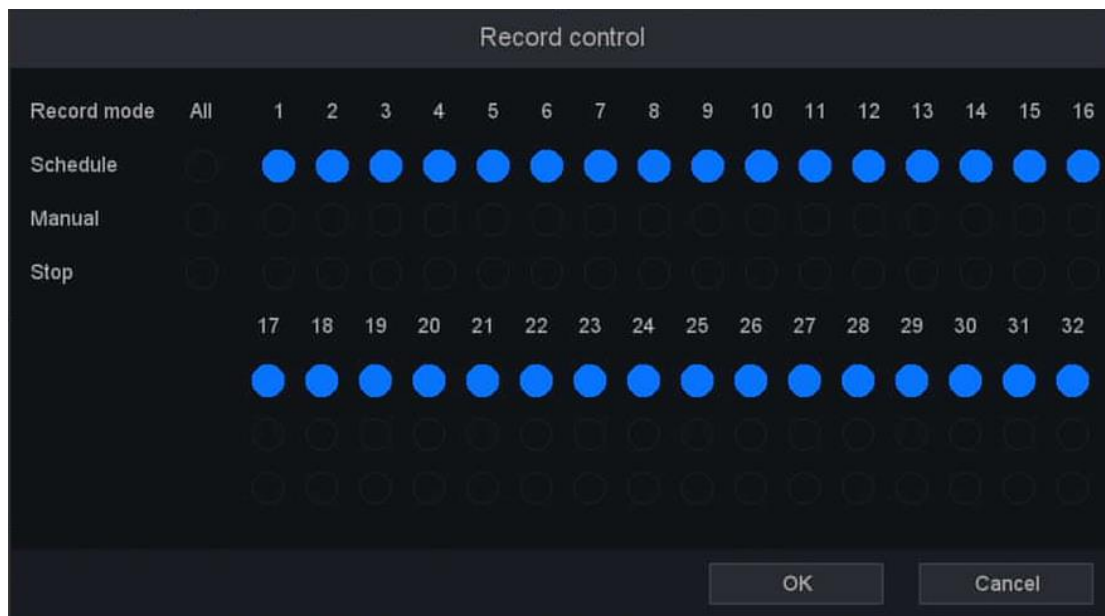 Record control
Record mode All 1 2 3 4 5 6 7 8 9 10 11 12 13 14 15 16
Schedule
Manual
Stop
17 18 19 20 21 22 23 24 25 26 27 28 29 30 31 32
OK Cancel